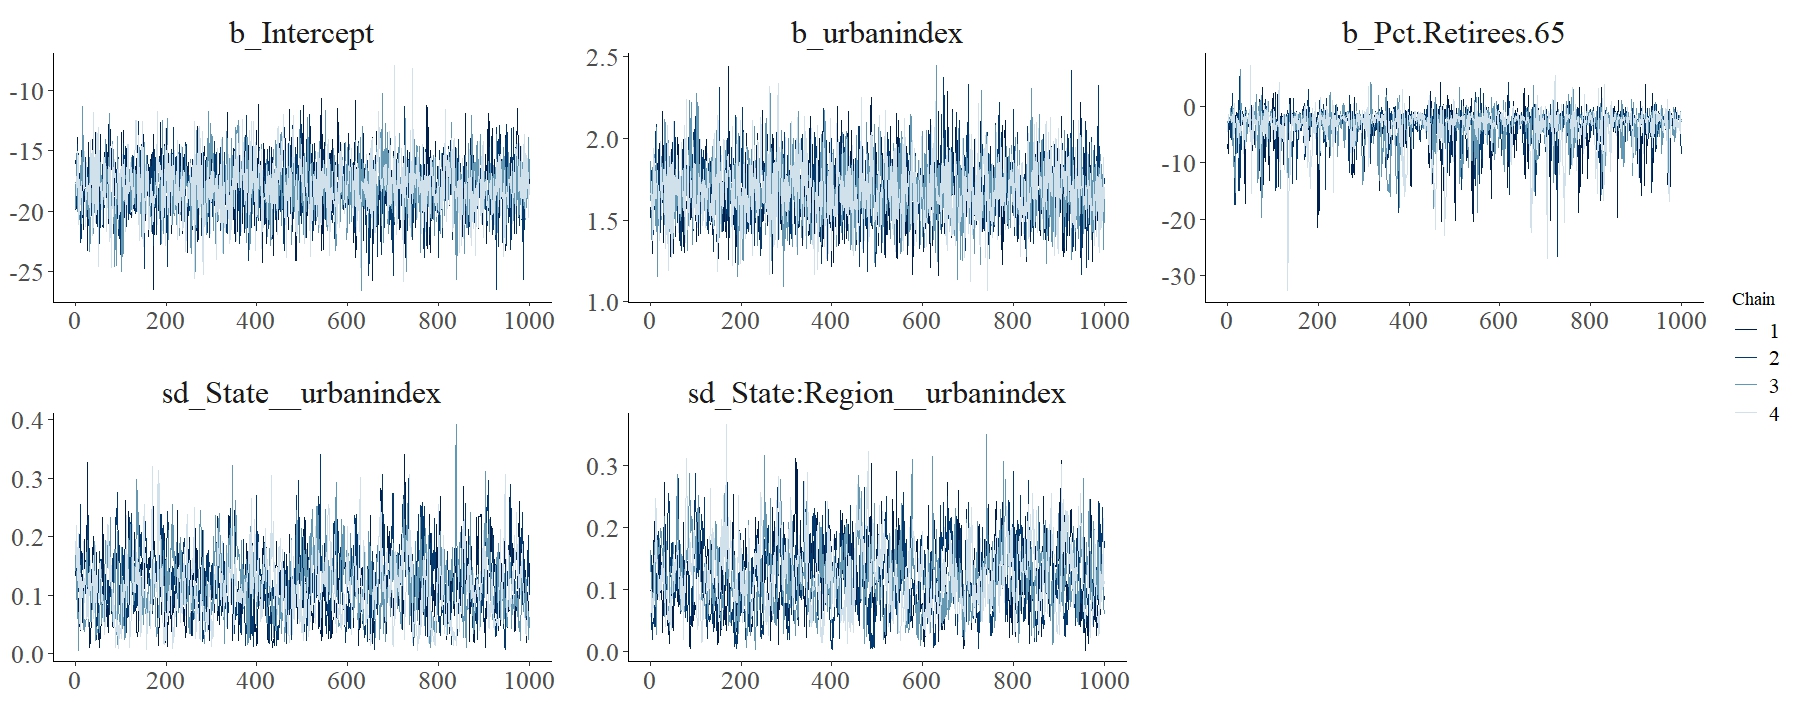 b_Intercept
-10
-15
-20
-25
0 200 400 600 800 1000
b_urbanindex
2.5
2.0
1.5
1.0
0 200 400 600 800 1000
b_Pct.Retirees.65
0
-10
-20
-30
0 200 400 600 800 1000
sd_State__urbanindex
0.4
0.3
0.2
0.1
0.0
0 200 400 600 800 1000
sd_State:Region__urbanindex
0.3
0.2
0.1
0.0
0 200 400 600 800 1000
Chain
1
2
3
4